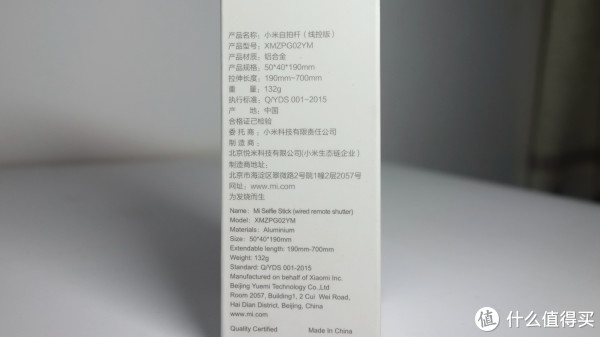 产品名称：小米自拍杆（线控版）
产品型号：XMZPG02YM
产品材质：铝合金
产品规格：50*40*190mm
拉伸长度：190mm~700mm
重　　量：132g
执行标准：Q/YDS 001-2015
产　　地：中国
合格证已检验
委 托 商：小米科技有限责任公司
制 造 商：
北京悦米科技有限公司(小米生态链企业)
制造商地址：
北京市海淀区翠微路2号院1幢2层2057号
网址：www.mi.com
为发烧而生
Name: Mi Selfie Stick (wired remote shutter)
Model: XMZPG02YM
Materials: Aluminium
Size: 50*40*190mm
Extendable length: 190mm-700mm
Weight: 132g
Standard: Q/YDS 001-2015
Manufactured on behalf of Xiaomi Inc.
Beijing Yuemi Technology Co.,Ltd
Room 2057, Building1, 2 Cui Wei Road,
Hai Dian District, Beijing, China
www.mi.com
Quality Certified Made In China
值 什么值得买